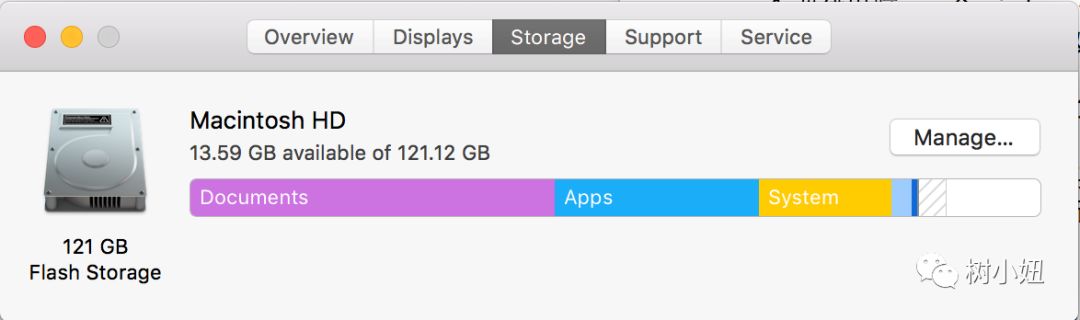 Overview
Displays
Storage
Support
Service
Macintosh HD
13.59 GB available of 121.12 GB
Manage...
Documents
Apps
System
121 GB
Flash Storage
树小妞